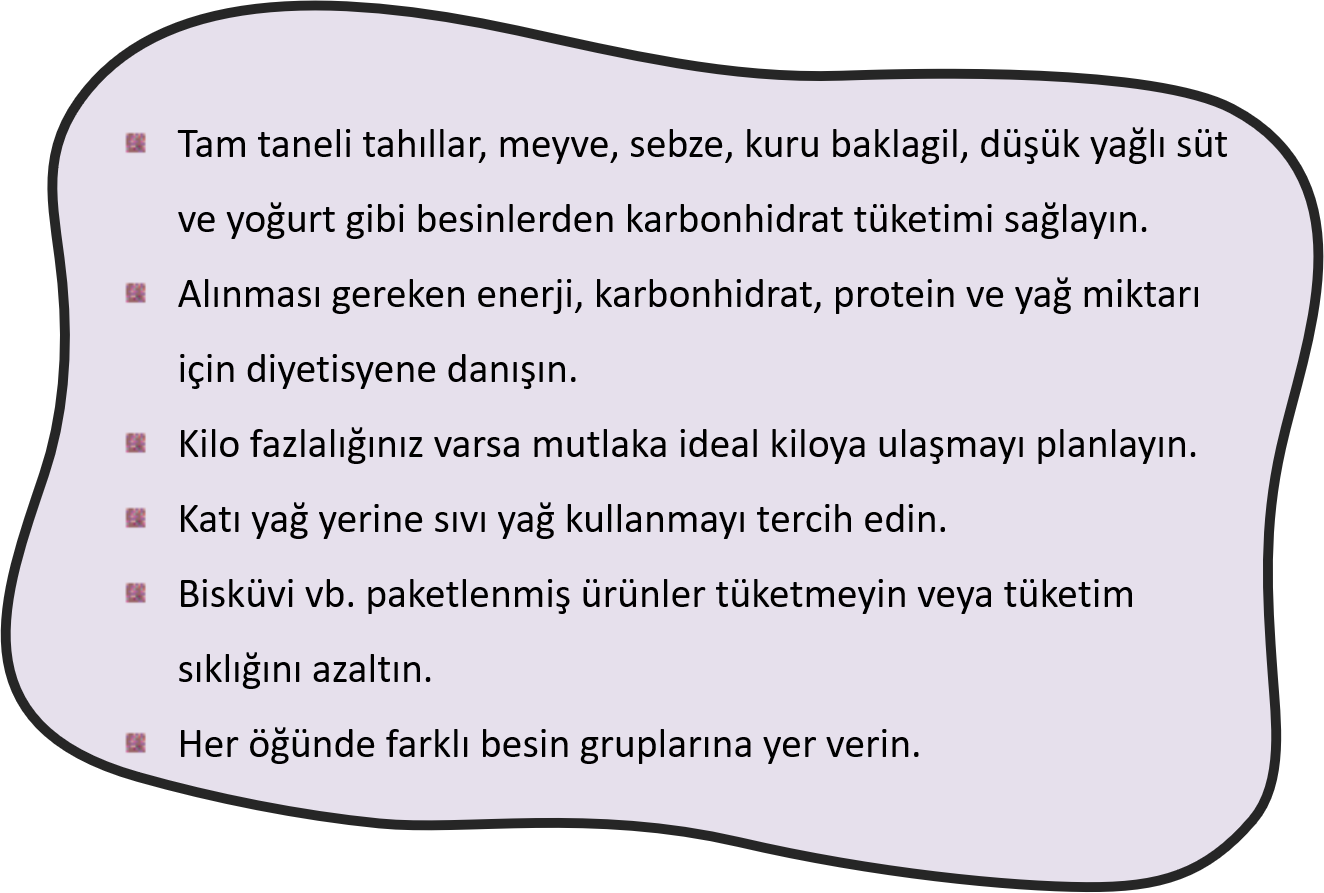 Tam taneli tahıllar, meyve, sebze, kuru baklagil, düşük yağlı süt
ve yoğurt gibi besinlerden karbonhidrat tüketimi sağlayın.
Alınması gereken enerji, karbonhidrat, protein ve yağ miktarı
için diyetisyene danışın.
Kilo fazlalığınız varsa mutlaka ideal kiloya ulaşmayı planlayın.
Katı yağ yerine sıvı yağ kullanmayı tercih edin.
Bisküvi vb. paketlenmiş ürünler tüketmeyin veya tüketim
sıklığını azaltın.
Her öğünde farklı besin gruplarına yer verin.